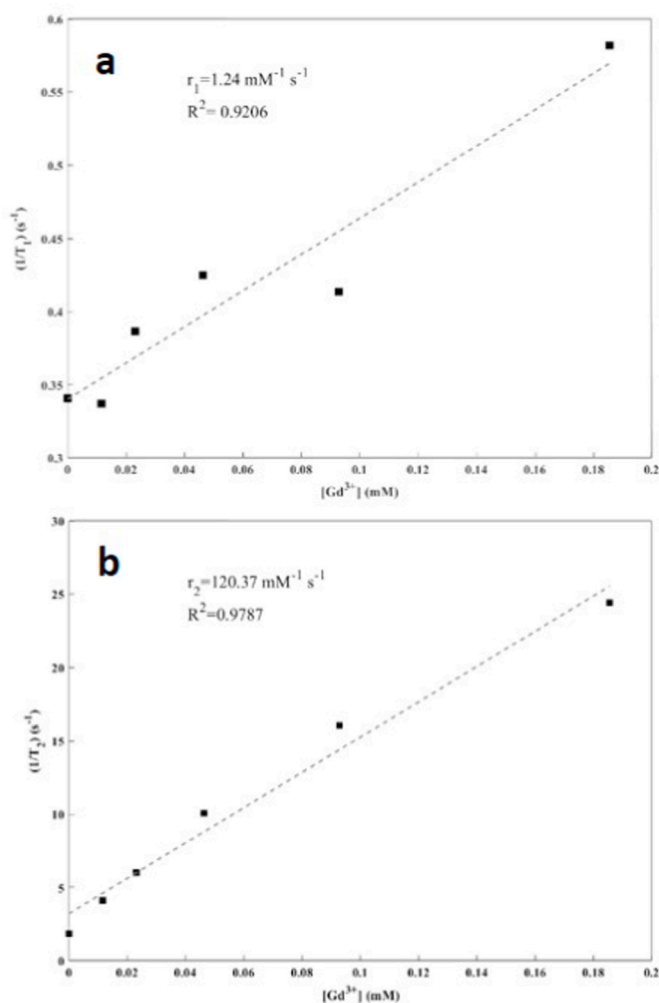 a
r₁=1.24 mM⁻¹ s⁻¹
R²= 0.9206
(1/T₁) (s⁻¹)
0.6
0.55
0.5
0.45
0.4
0.35
0.3
0 0.02 0.04 0.06 0.08 0.1 0.12 0.14 0.16 0.18 0.2
[Gd³⁺] (mM)
b
r₂=120.37 mM⁻¹ s⁻¹
R²=0.9787
(1/T₂) (s⁻¹)
30
25
20
15
10
5
0
0 0.02 0.04 0.06 0.08 0.1 0.12 0.14 0.16 0.18 0.2
[Gd³⁺] (mM)